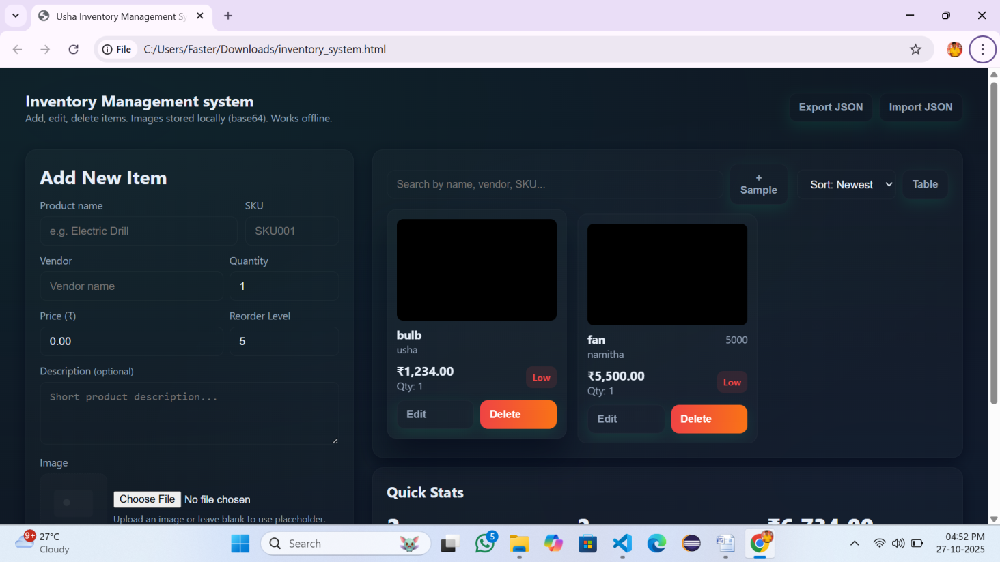 Usha Inventory Management Sy
File
C:/Users/Faster/Downloads/inventory_system.html
Inventory Management system
Add, edit, delete items. Images stored locally (base64). Works offline.
Export JSON
Import JSON
Add New Item
Product name
SKU
e.g. Electric Drill
SKU001
Vendor
Quantity
Vendor name
1
Price (₹)
Reorder Level
0.00
5
Description (optional)
Short product description...
Image
Choose File No file chosen
Upload an image or leave blank to use placeholder.
Search by name, vendor, SKU...
+
Sample
Sort: Newest
Table
bulb
usha
₹1,234.00
Qty: 1
Low
Edit
Delete
fan
5000
namitha
₹5,500.00
Qty: 1
Low
Edit
Delete
Quick Stats
₹6,734.00
9+
27°C
Cloudy
Search
5
04:52 PM
27-10-2025